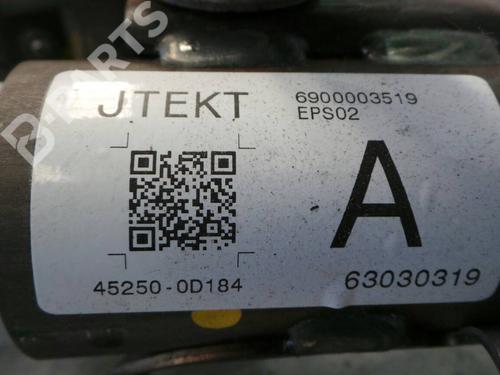 B-PARTS
JTEKT
6900003519
EPS02
A
45250-0D184
63030319